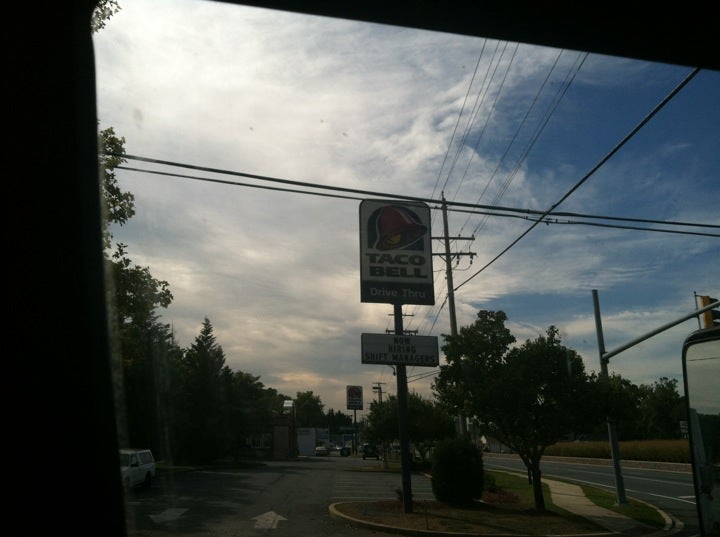 TACO
BELL
Drive Thru
NOW
HIRING
SHIFT MANAGERS